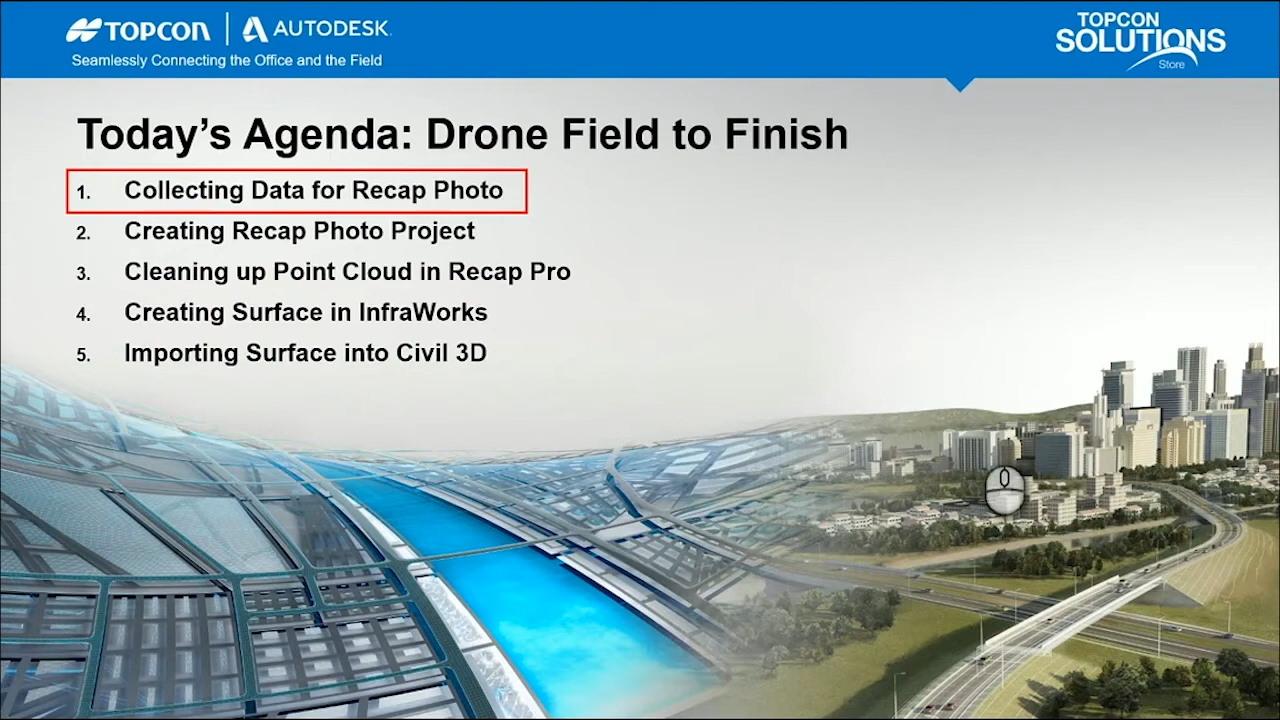 TOPCON | AUTODESK
Seamlessly Connecting the Office and the Field
TOPCON
SOLUTIONS
Store
Today’s Agenda: Drone Field to Finish
1. Collecting Data for Recap Photo
2. Creating Recap Photo Project
3. Cleaning up Point Cloud in Recap Pro
4. Creating Surface in InfraWorks
5. Importing Surface into Civil 3D